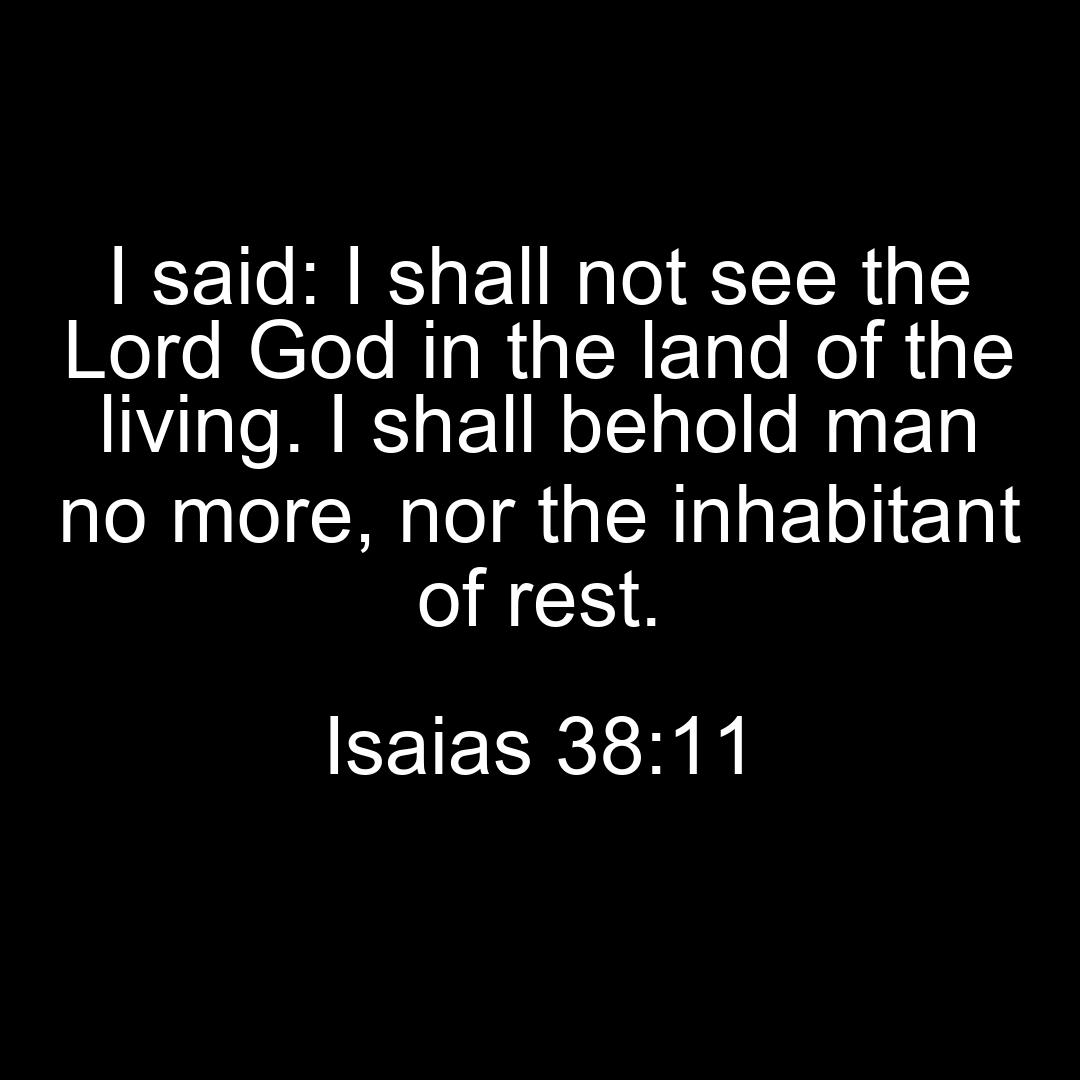 I said: I shall not see the
Lord God in the land of the
living. I shall behold man
no more, nor the inhabitant
of rest.
Isaias 38:11